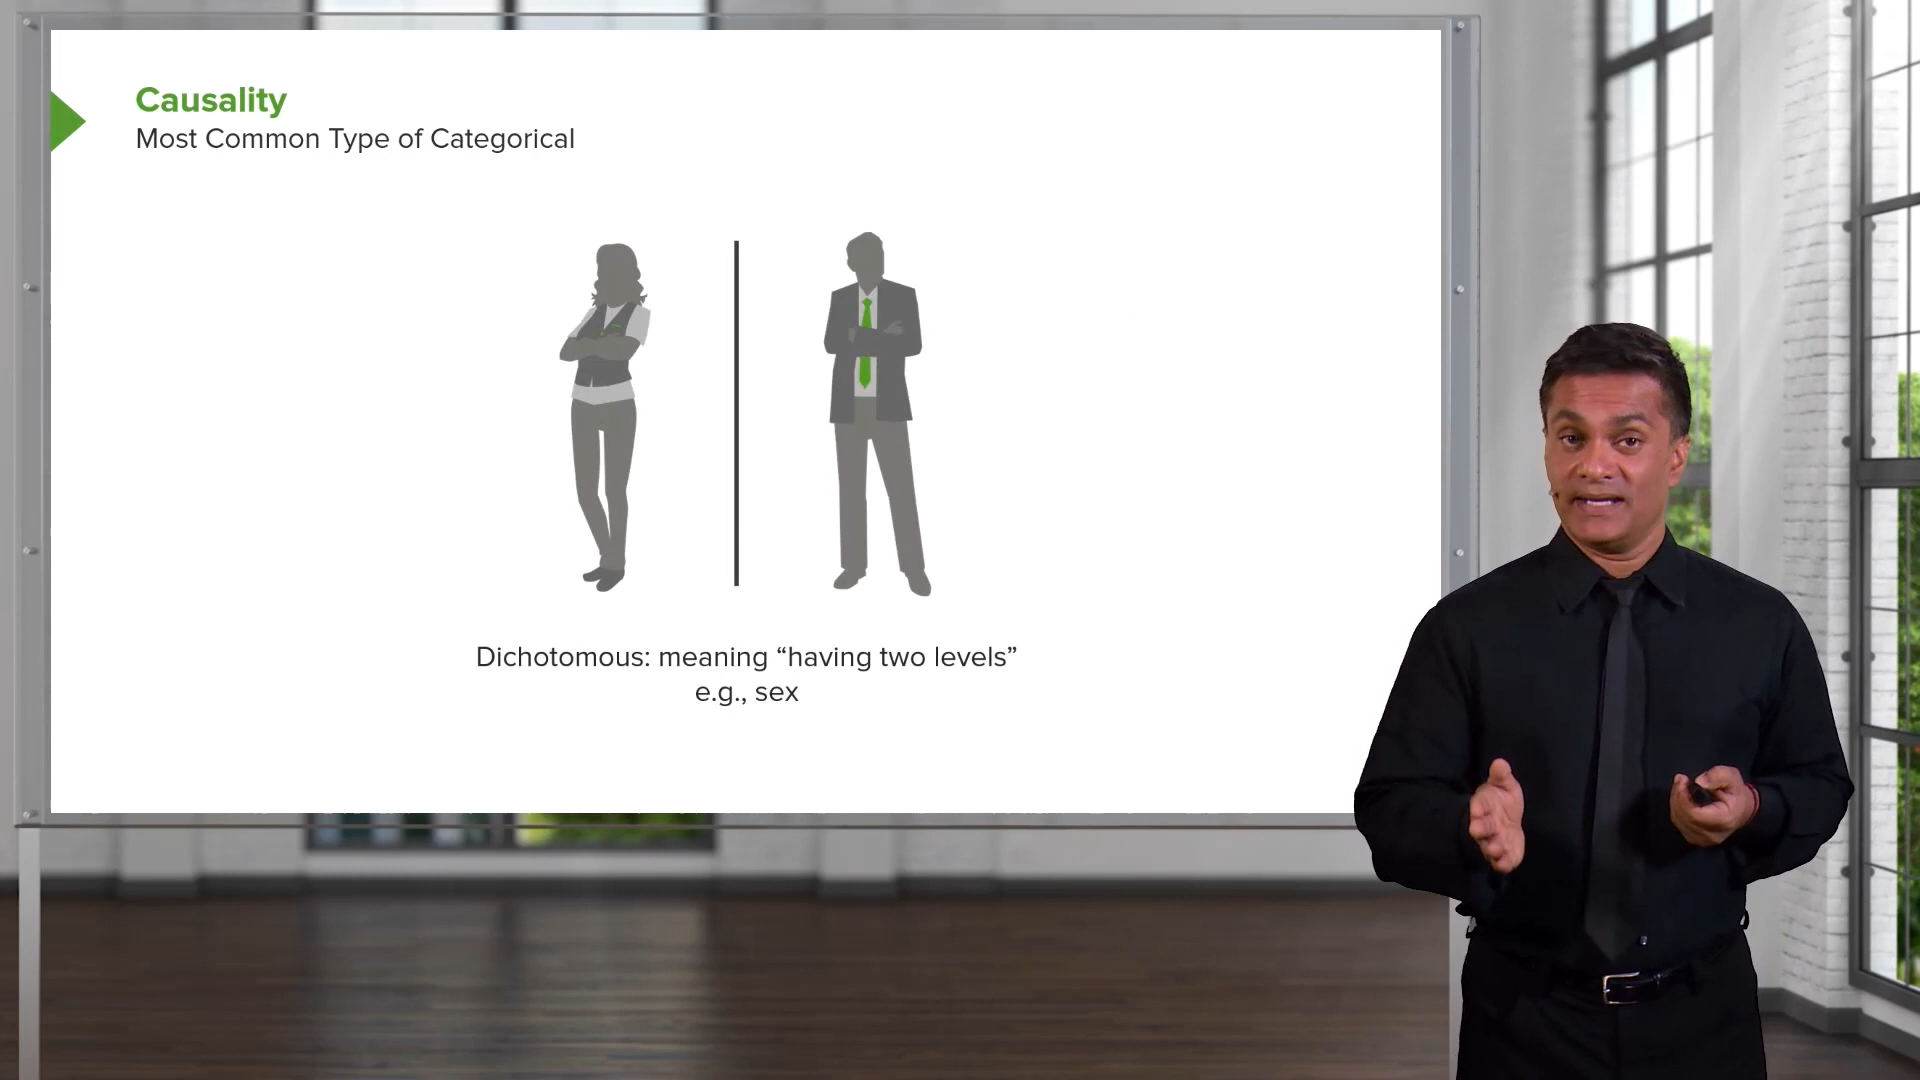 Causality
Most Common Type of Categorical
Dichotomous: meaning “having two levels”
e.g., sex